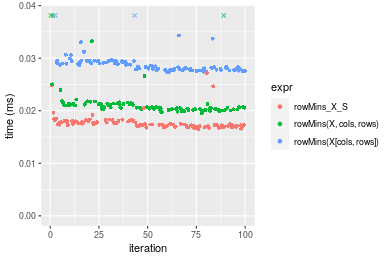 0.04
0.03
0.02
0.01
0.00
time (ms)
0
25
50
75
100
iteration
expr
rowMins_X_S
rowMins(X, cols, rows)
rowMins(X[cols, rows])